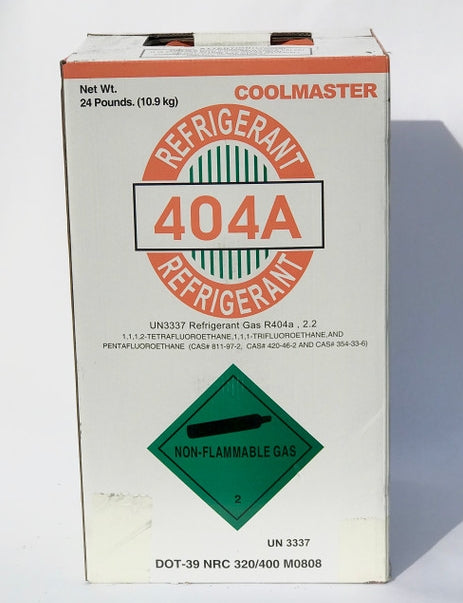 Net Wt.
24 Pounds. (10.9 kg)
COOLMASTER
REFRIGERANT
404A
REFRIGERANT
UN3337 Refrigerant Gas R404a , 2.2
1,1,1,2-TETRAFLUOROETHANE,1,1,1-TRIFLUOROETHANE,AND
PENTAFLUOROETHANE (CAS# 811-97-2, CAS# 420-46-2 AND CAS# 354-33-6)
NON-FLAMMABLE GAS
2
UN 3337
DOT-39 NRC 320/400 M0808